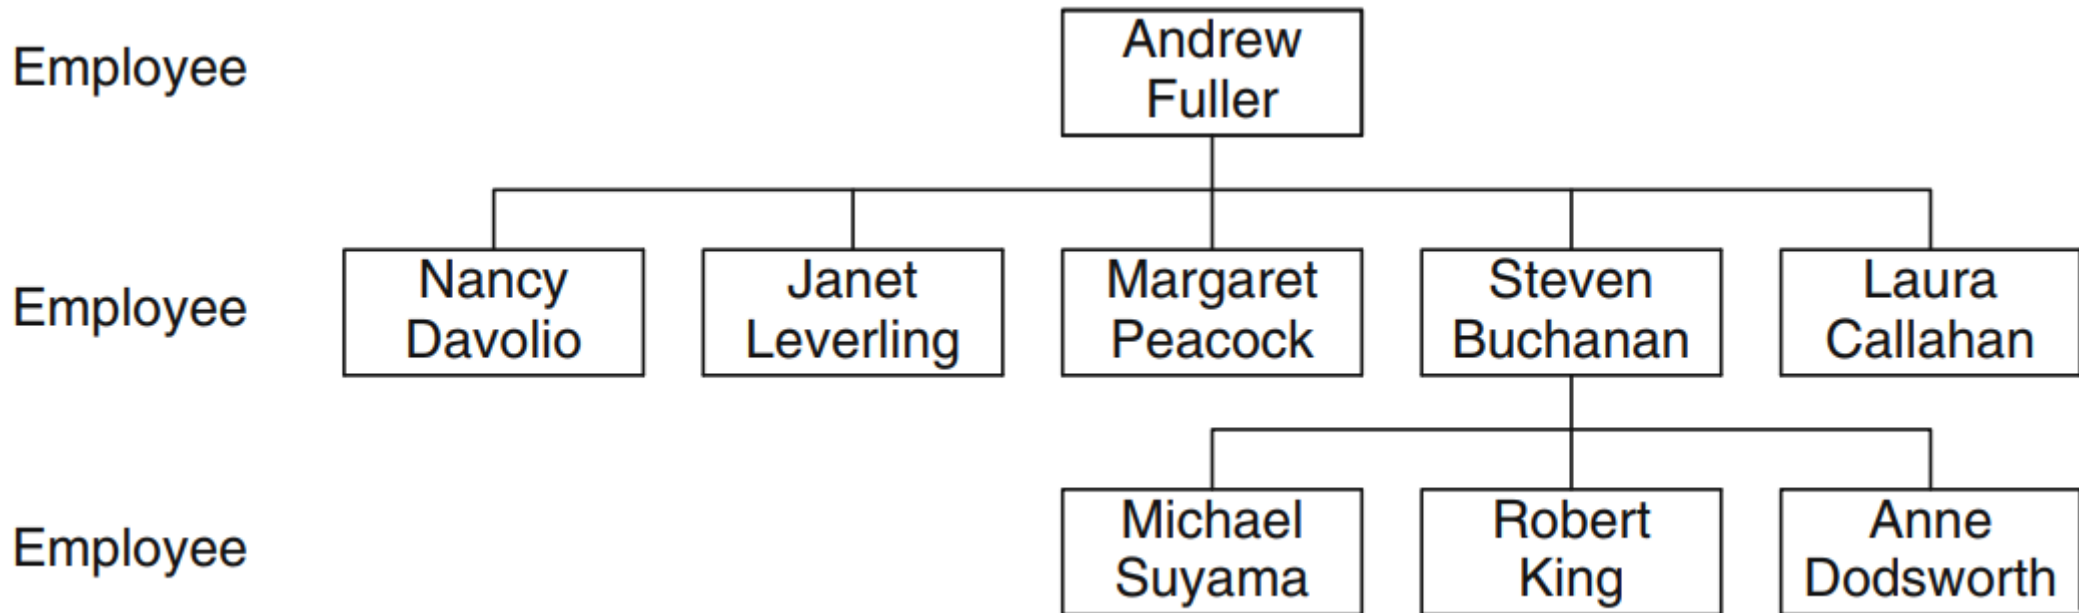 Employee
Andrew
Fuller
Employee
Nancy
Davolio
Janet
Leverling
Margaret
Peacock
Steven
Buchanan
Laura
Callahan
Employee
Michael
Suyama
Robert
King
Anne
Dodsworth